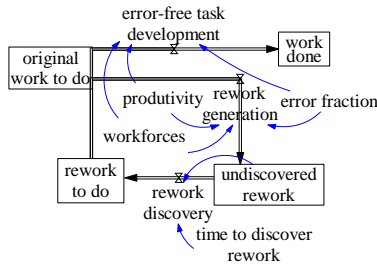 error-free task
development
work
done
original
work to do
produtivity
rework
generation
error fraction
workforces
rework
to do
rework
discovery
undiscovered
rework
time to discover
rework